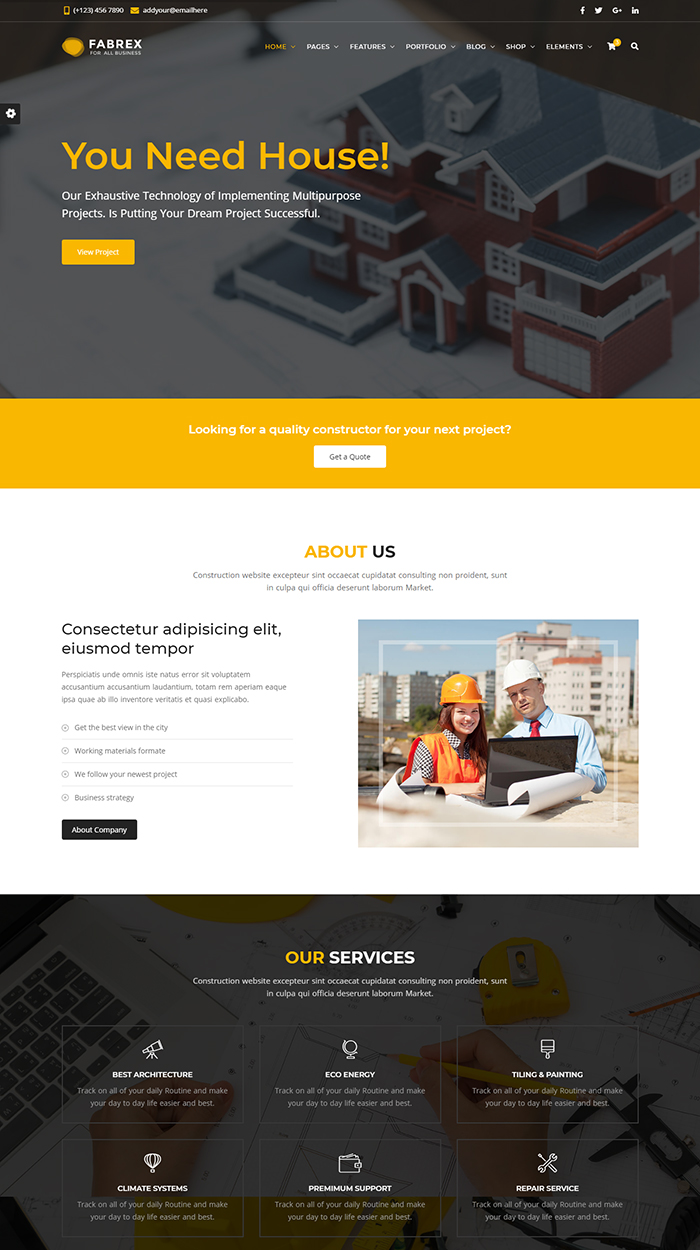 (+123) 456 7890 addyour@emailhere
FABREX
FOR ALL BUSINESS
HOME PAGES FEATURES PORTFOLIO BLOG SHOP ELEMENTS
You Need House!
Our Exhaustive Technology of Implementing Multipurpose
Projects. Is Putting Your Dream Project Successful.
View Project
Looking for a quality constructor for your next project?
Get a Quote
ABOUT US
Construction website excepteur sint occaecat cupidatat consulting non proident, sunt
in culpa qui officia deserunt laborum Market.
Consectetur adipisicing elit,
eiusmod tempor
Perspiciatis unde omnis iste natus error sit voluptatem
accusantium accusantium laudantium, totam rem aperiam eaque
ipsa quae ab illo inventore veritatis et quasi explicabo.
Get the best view in the city
Working materials formate
We follow your newest project
Business strategy
About Company
OUR SERVICES
Construction website excepteur sint occaecat cupidatat consulting non proident, sunt
in culpa qui officia deserunt laborum Market.
BEST ARCHITECTURE
Track on all of your daily Routine and make
your day to day life easier and best.
ECO ENERGY
Track on all of your daily Routine and make
your day to day life easier and best.
TILING & PAINTING
Track on all of your daily Routine and make
your day to day life easier and best.
CLIMATE SYSTEMS
Track on all of your daily Routine and make
your day to day life easier and best.
PREMIMUM SUPPORT
Track on all of your daily Routine and make
your day to day life easier and best.
REPAIR SERVICE
Track on all of your daily Routine and make
your day to day life easier and best.